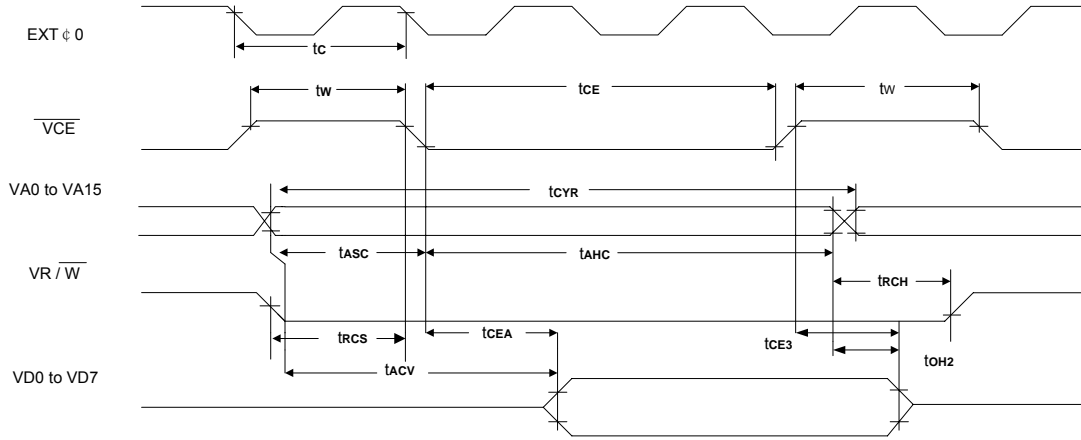 EXT ¢ 0
tC
tW
tCE
tW
VCE
VA0 to VA15
tCYR
tASC
tAHC
VR / W
tRCH
tRCS
tCEA
tCE3
tOH2
tACV
VD0 to VD7